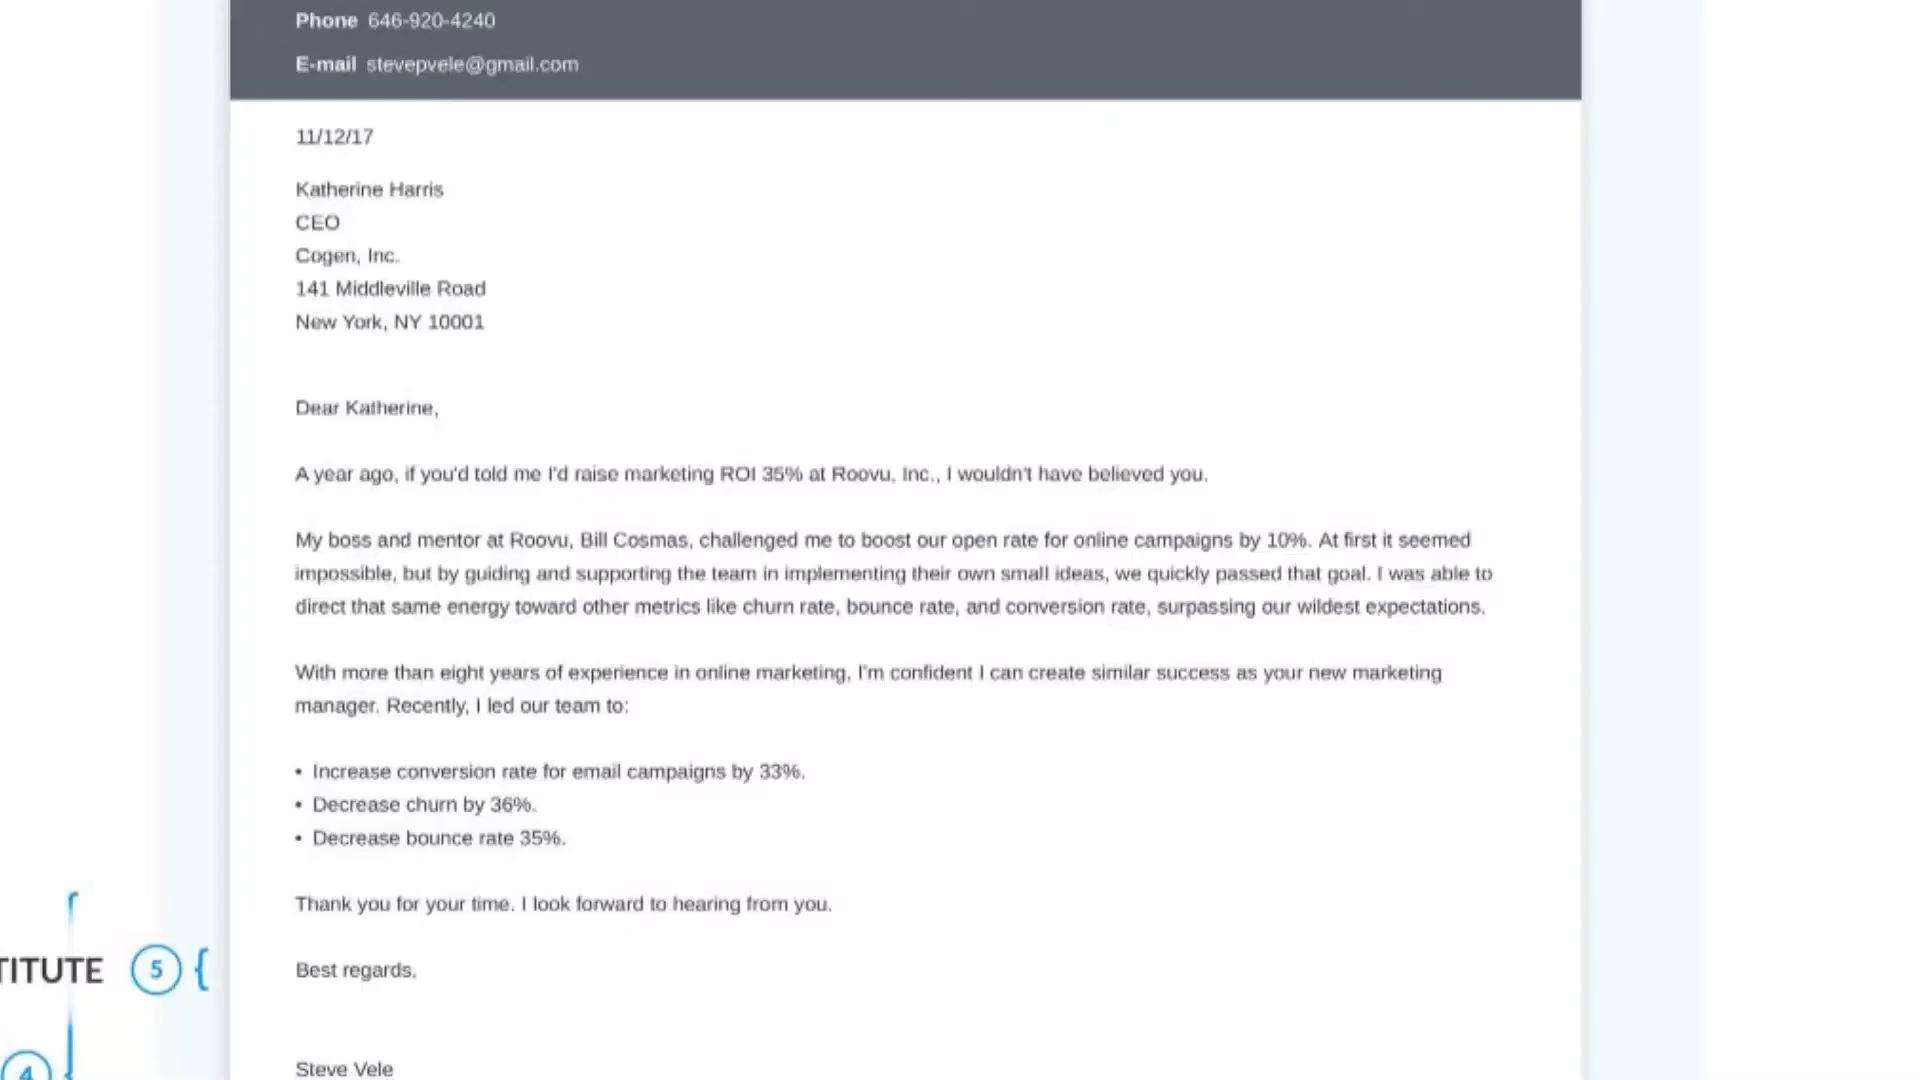 Phone 646-920-4240
E-mail stevepvele@gmail.com
11/12/17
Katherine Harris
CEO
Cogen, Inc.
141 Middleville Road
New York, NY 10001
Dear Katherine,
A year ago, if you'd told me I'd raise marketing ROI 35% at Roovu, Inc., I wouldn't have believed you.
My boss and mentor at Roovu, Bill Cosmas, challenged me to boost our open rate for online campaigns by 10%. At first it seemed
impossible, but by guiding and supporting the team in implementing their own small ideas, we quickly passed that goal. I was able to
direct that same energy toward other metrics like churn rate, bounce rate, and conversion rate, surpassing our wildest expectations.
With more than eight years of experience in online marketing, I'm confident I can create similar success as your new marketing
manager. Recently, I led our team to:
• Increase conversion rate for email campaigns by 33%.
• Decrease churn by 36%.
• Decrease bounce rate 35%.
Thank you for your time. I look forward to hearing from you.
TITUTE 5 {
Best regards,
4 {
Steve Vele